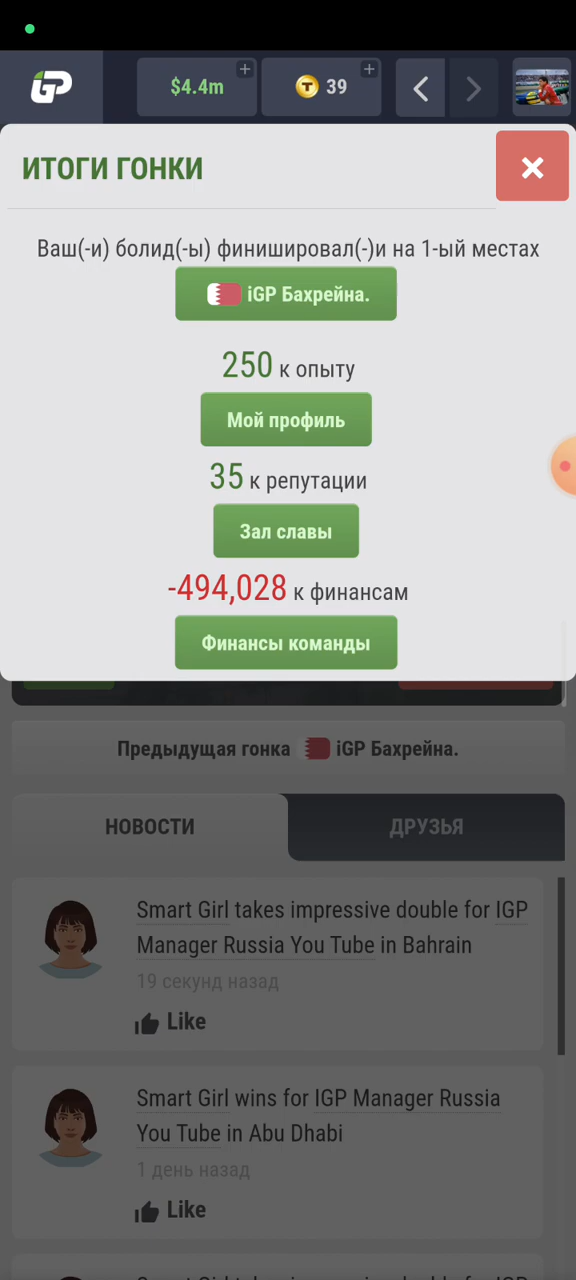 GP
$4.4m
+
T
39
+
ИТОГИ ГОНКИ
Ваш(-и) болид(-ы) финишировал(-)и на 1-ый местах
iGP Бахрейна.
250 к опыту
Мой профиль
35 к репутации
Зал славы
-494,028 к финансам
Финансы команды
Предыдущая гонка iGP Бахрейна.
НОВОСТИ
ДРУЗЬЯ
Smart Girl takes impressive double for IGP
Manager Russia You Tube in Bahrain
19 секунд назад
Like
Smart Girl wins for IGP Manager Russia
You Tube in Abu Dhabi
1 день назад
Like